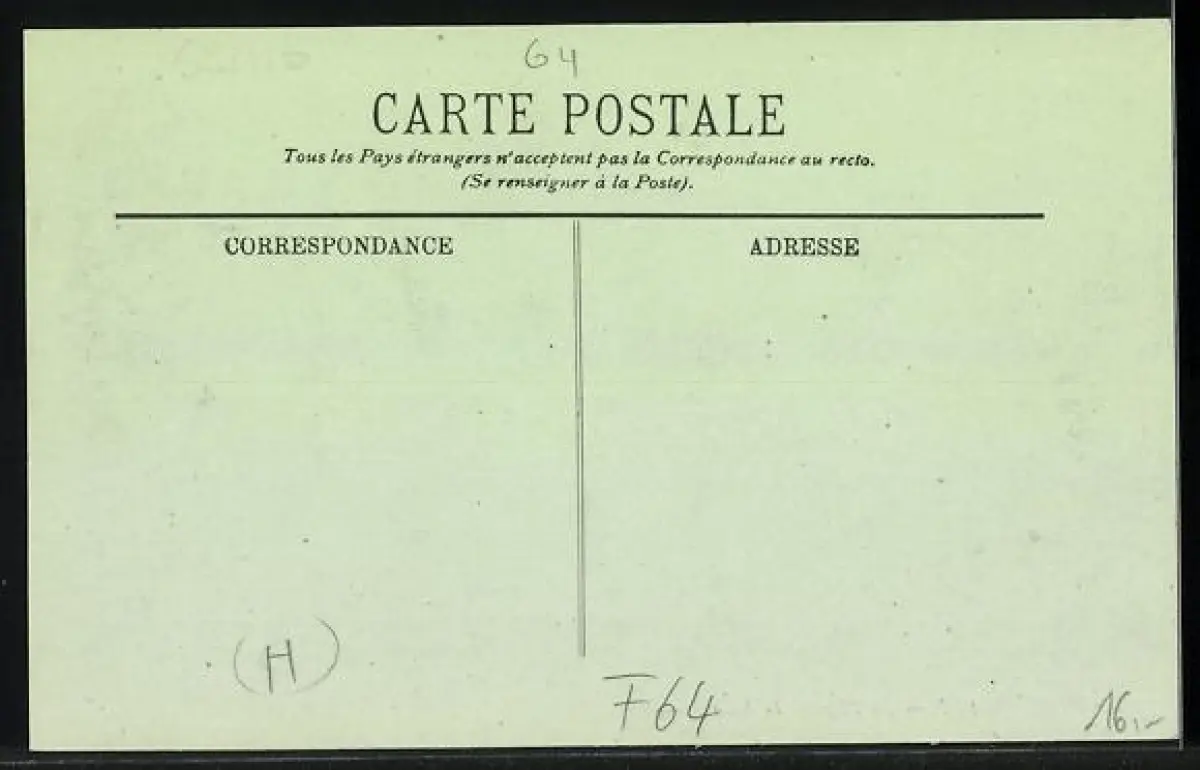 64
CARTE POSTALE
Tous les Pays étrangers n'acceptent pas la Correspondance au recto.
(Se renseigner à la Poste).
CORRESPONDANCE
ADRESSE
(H)
F64
16,-